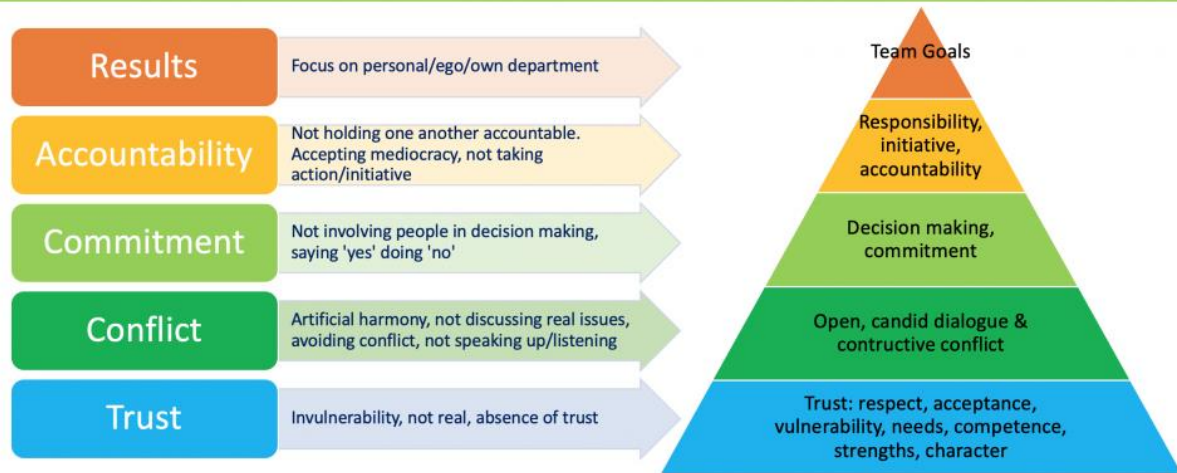 Results
Focus on personal/ego/own department
Team Goals
Accountability
Not holding one another accountable.
Accepting mediocracy, not taking
action/initiative
Responsibility,
initiative,
accountability
Commitment
Not involving people in decision making,
saying 'yes' doing 'no'
Decision making,
commitment
Conflict
Artificial harmony, not discussing real issues,
avoiding conflict, not speaking up/listening
Open, candid dialogue &
contructive conflict
Trust
Invulnerability, not real, absence of trust
Trust: respect, acceptance,
vulnerability, needs, competence,
strengths, character